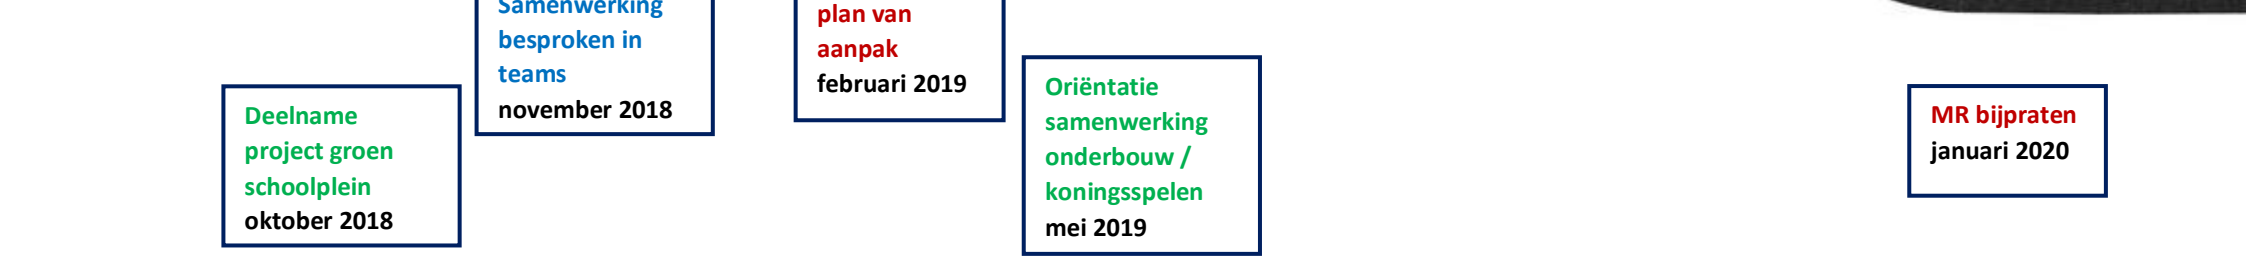 Samenwerking
besproken in
teams
november 2018
plan van
aanpak
februari 2019
Deelname
project groen
schoolplein
oktober 2018
Oriëntatie
samenwerking
onderbouw /
koningsspelen
mei 2019
MR bijpraten
januari 2020